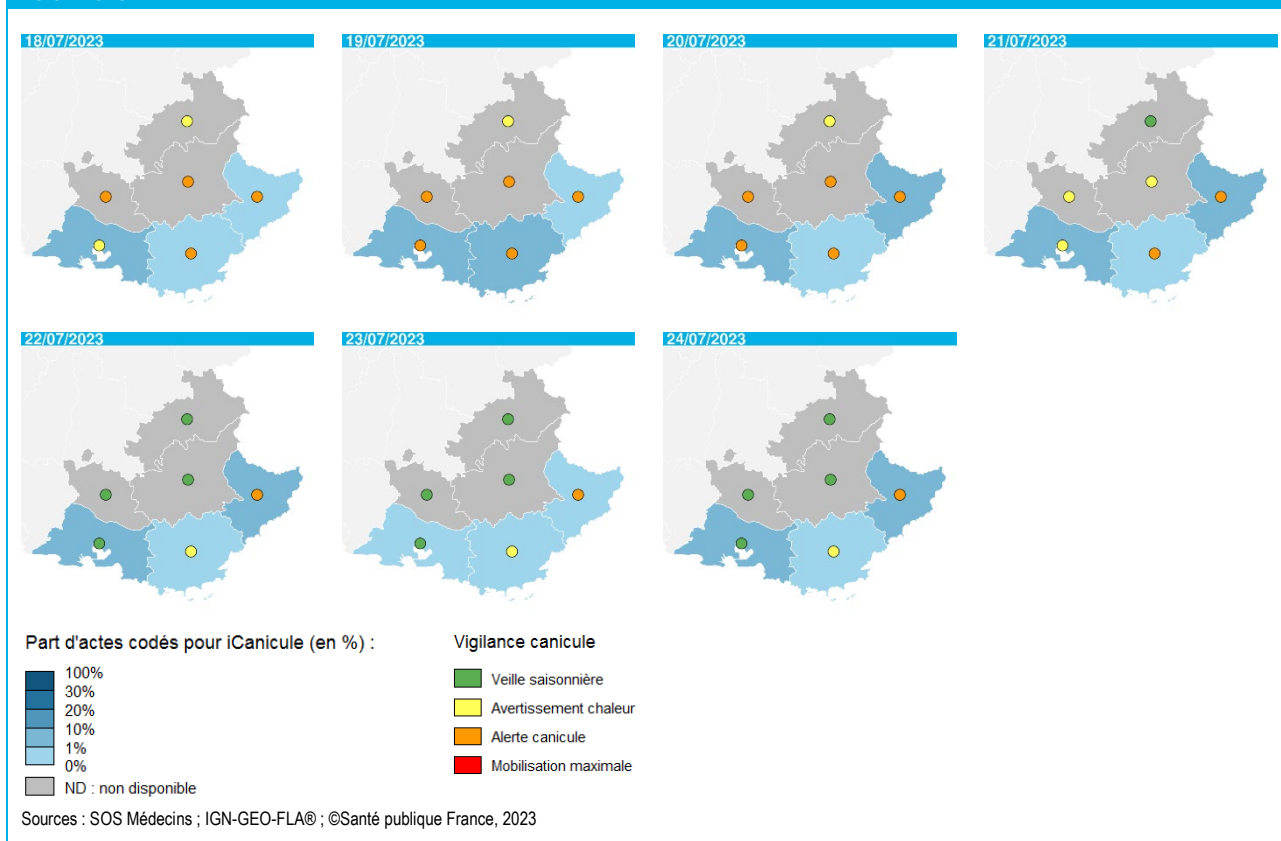 18/07/2023
19/07/2023
20/07/2023
21/07/2023
22/07/2023
23/07/2023
24/07/2023
Part d'actes codés pour iCanicule (en %) :
100%
30%
20%
10%
1%
0%
ND : non disponible
Vigilance canicule
Veille saisonnière
Avertissement chaleur
Alerte canicule
Mobilisation maximale
Sources : SOS Médecins ; IGN-GEO-FLA® ; ©Santé publique France, 2023